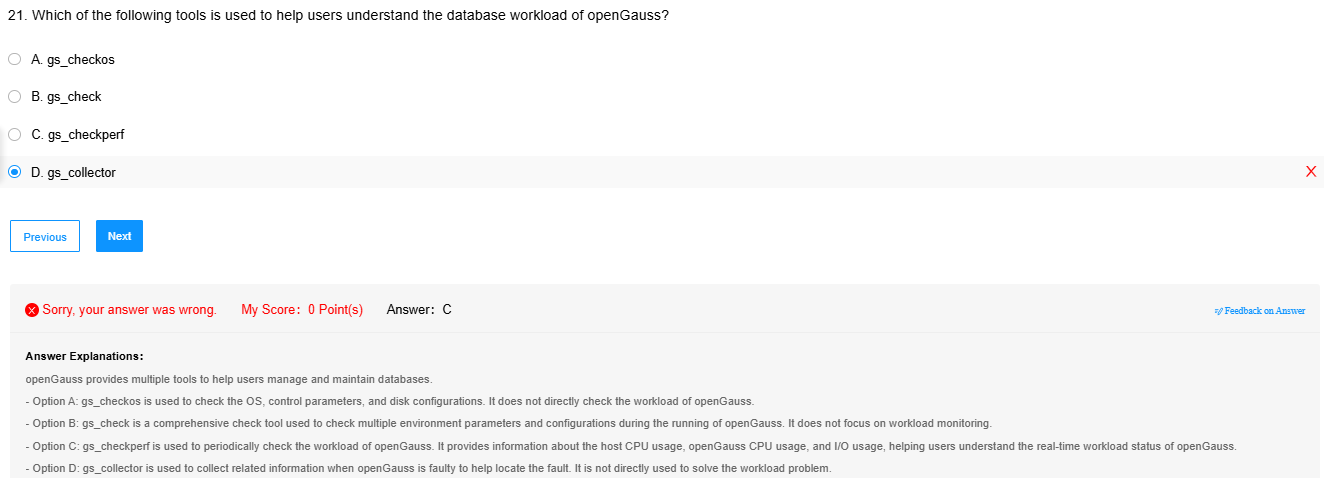 21. Which of the following tools is used to help users understand the database workload of openGauss?
A. gs_checkos
B. gs_check
C. gs_checkperf
D. gs_collector
Previous
Next
Sorry, your answer was wrong. My Score: 0 Point(s) Answer: C
Feedback on Answer
Answer Explanations:
openGauss provides multiple tools to help users manage and maintain databases.
- Option A: gs_checkos is used to check the OS, control parameters, and disk configurations. It does not directly check the workload of openGauss.
- Option B: gs_check is a comprehensive check tool used to check multiple environment parameters and configurations during the running of openGauss. It does not focus on workload monitoring.
- Option C: gs_checkperf is used to periodically check the workload of openGauss. It provides information about the host CPU usage, openGauss CPU usage, and I/O usage, helping users understand the real-time workload status of openGauss.
- Option D: gs_collector is used to collect related information when openGauss is faulty to help locate the fault. It is not directly used to solve the workload problem.